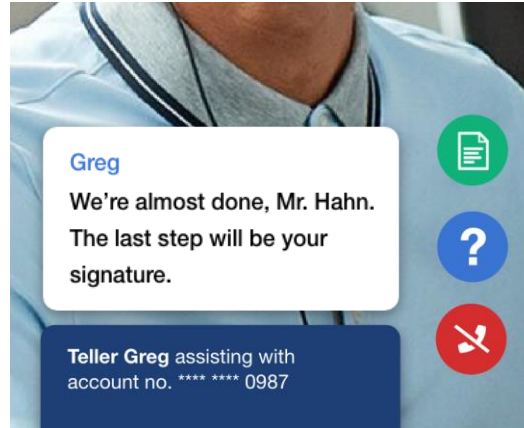 Greg
We’re almost done, Mr. Hahn.
The last step will be your
signature.
?
Teller Greg assisting with
account no. **** **** 0987